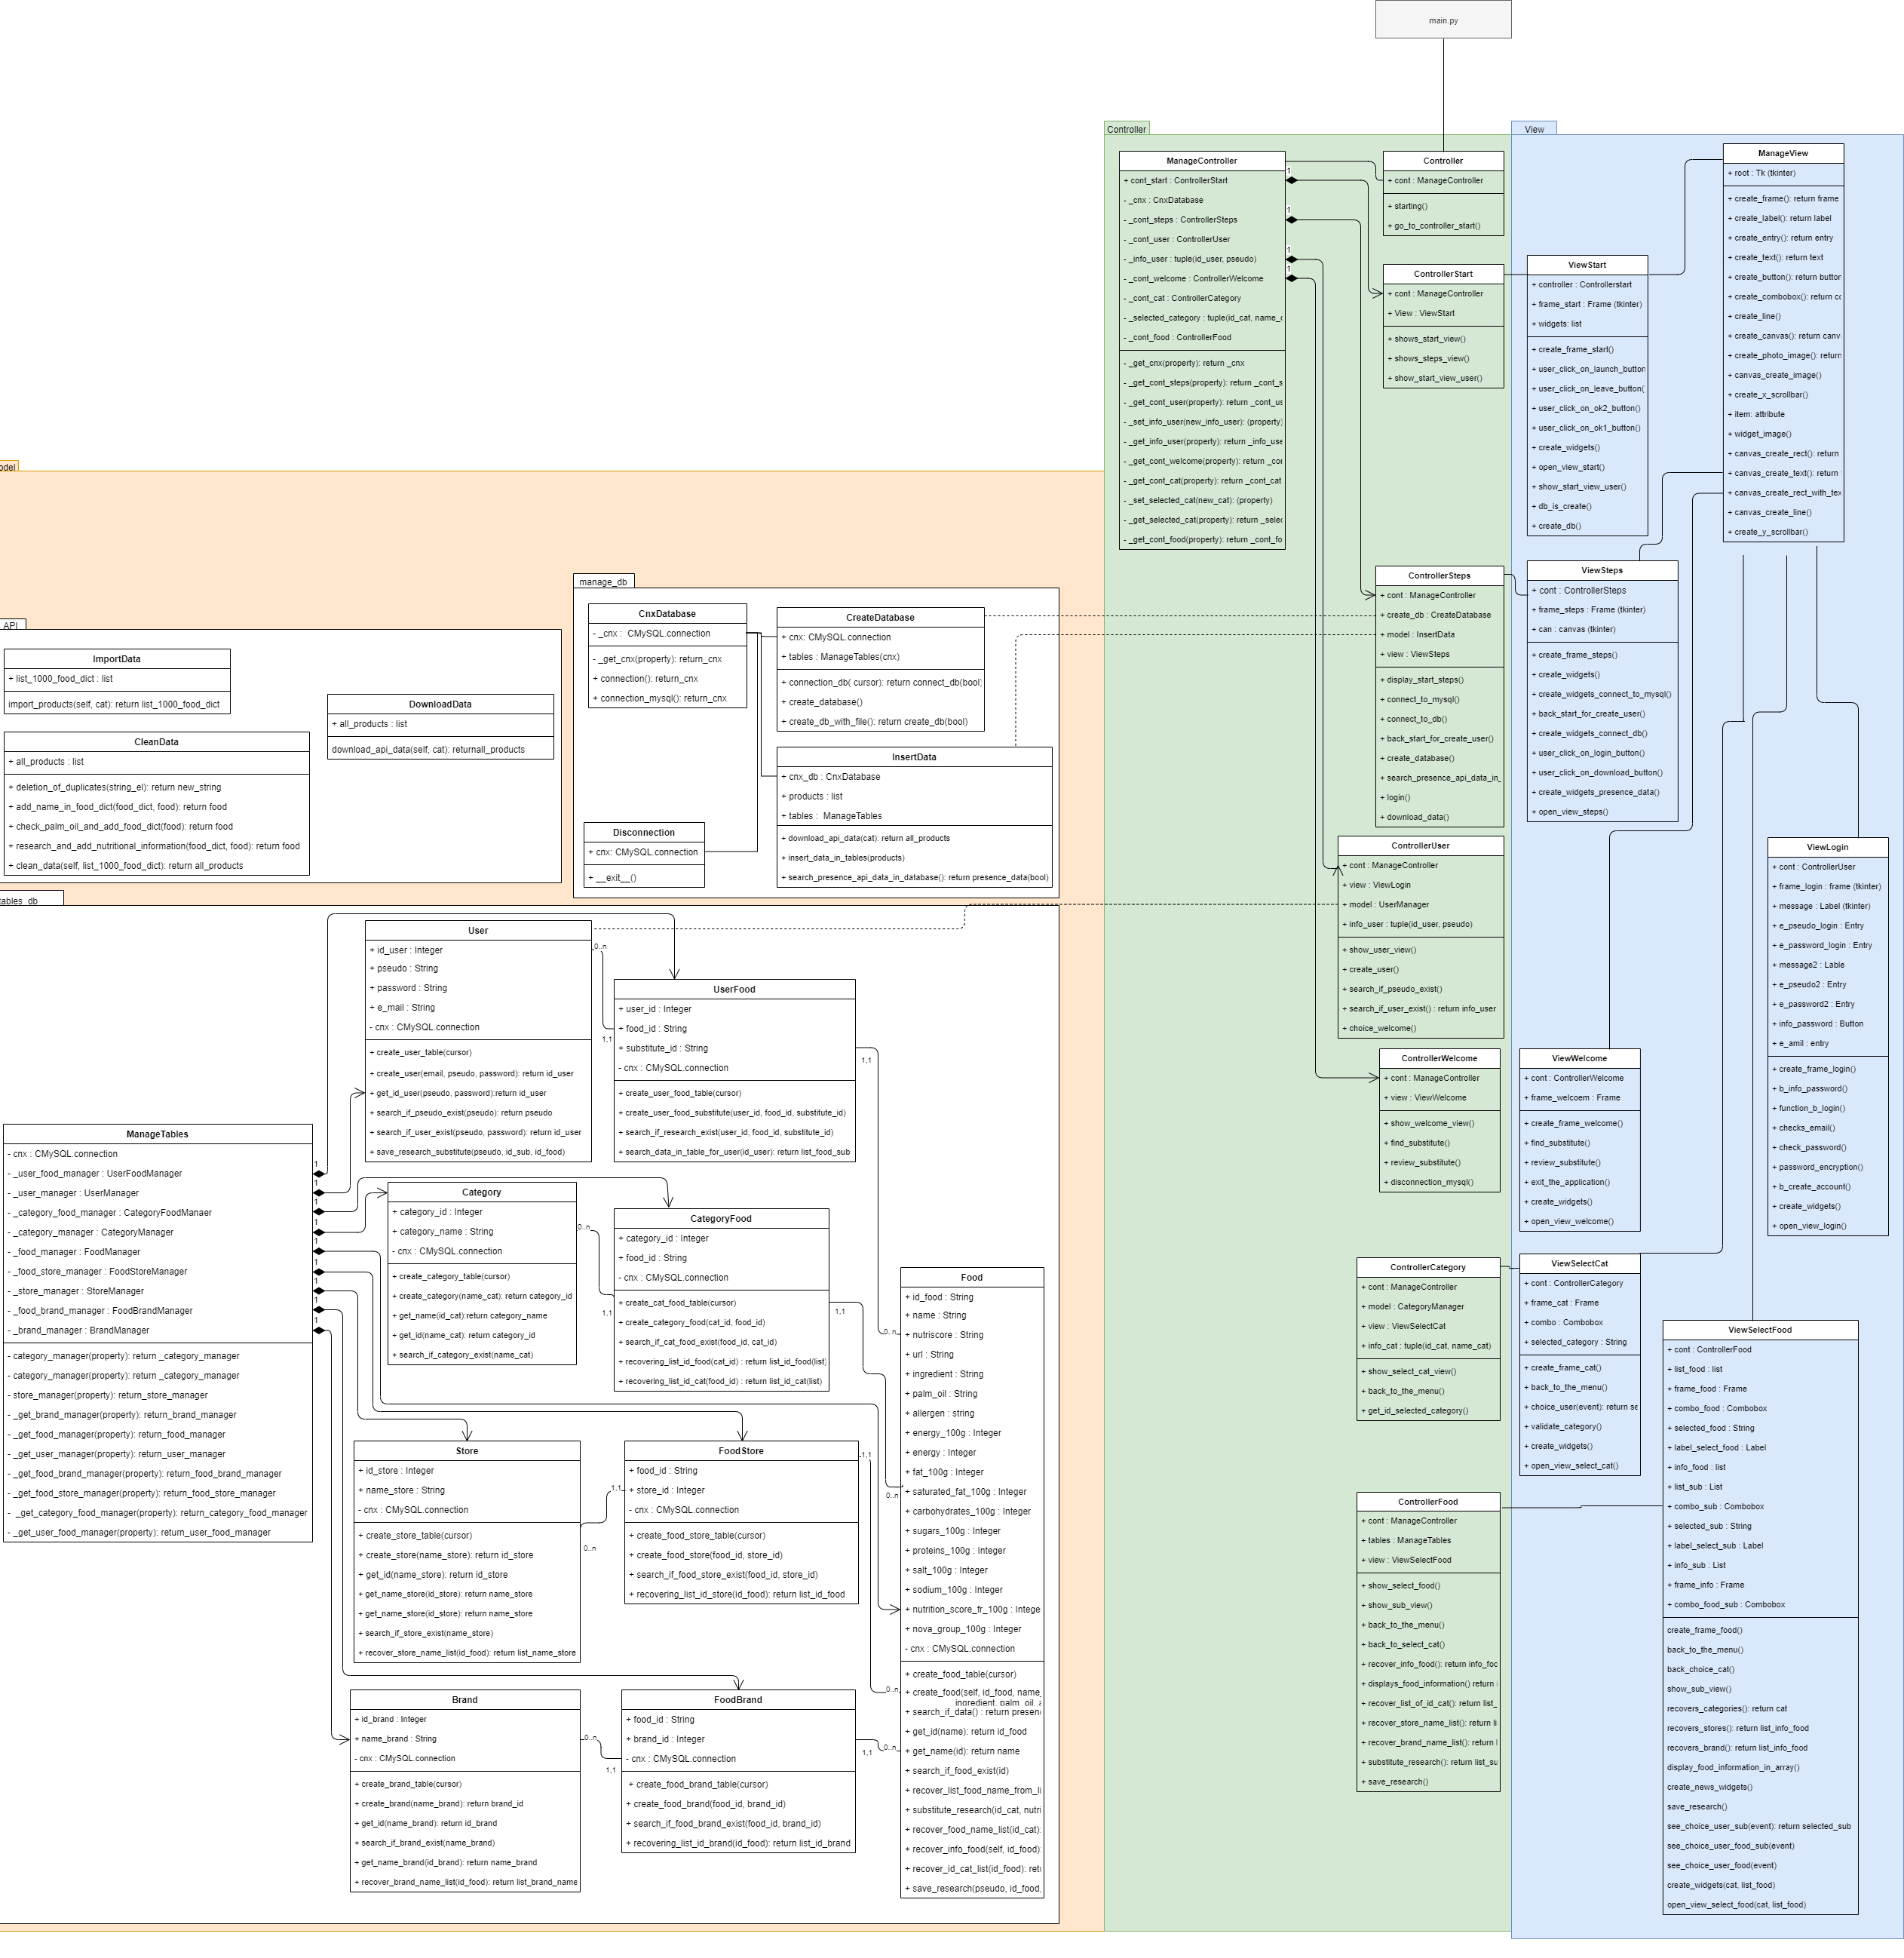 main.py
Controller
ManageController
+ cont_start : ControllerStart
- _cnx : CnxDatabase
- _cont_steps : ControllerSteps
- _cont_user : ControllerUser
- _info_user : tuple(id_user, pseudo)
- _cont_welcome : ControllerWelcome
- _cont_cat : ControllerCategory
- _selected_category : tuple(id_cat, name_
- _cont_food : ControllerFood
- _get_cnx(property): return _cnx
- _get_cont_steps(property): return _cont_s
- _get_cont_user(property): return _cont_us
- _set_info_user(new_info_user): (property)
- _get_info_user(property): return _info_use
- _get_cont_welcome(property): return _cor
- _get_cont_cat(property): return _cont_cat
- _set_selected_cat(new_cat): (property)
- _get_selected_cat(property): return _selec
- _get_cont_food(property): return _cont_fo
1
1
1
1
Controller
+ cont : ManageController
+ starting()
+ go_to_controller_start()
ControllerStart
+ cont : ManageController
+ View : ViewStart
+ shows_start_view()
+ shows_steps_view()
+ show_start_view_user()
ControllerSteps
+ cont : ManageController
+ create_db : CreateDatabase
+ model : InsertData
+ view : ViewSteps
+ display_start_steps()
+ connect_to_mysql()
+ connect_to_db()
+ back_start_for_create_user()
+ create_database()
+ search_presence_api_data_in_
+ login()
+ download_data()
ControllerUser
+ cont : ManageController
+ view : ViewLogin
+ model : UserManager
+ info_user : tuple(id_user, pseudo)
+ show_user_view()
+ create_user()
+ search_if_pseudo_exist()
+ search_if_user_exist() : return info_user
+ choice_welcome()
ControllerWelcome
+ cont : ManageController
+ view : ViewWelcome
+ show_welcome_view()
+ find_substitute()
+ review_substitute()
+ disconnection_mysql()
ControllerCategory
+ cont : ManageController
+ model : CategoryManager
+ view : ViewSelectCat
+ info_cat : tuple(id_cat, name_cat)
+ show_select_cat_view()
+ back_to_the_menu()
+ get_id_selected_category()
ControllerFood
+ cont : ManageController
+ tables : ManageTables
+ view : ViewSelectFood
+ show_select_food()
+ show_sub_view()
+ back_to_the_menu()
+ back_to_select_cat()
+ recover_info_food(): return info_foo
+ displays_food_information() return i
+ recover_list_of_id_cat(): return list_
+ recover_store_name_list(): return li
+ recover_brand_name_list(): return l
+ substitute_research(): return list_su
+ save_research()
View
ManageView
+ root : Tk (tkinter)
+ create_frame(): return frame
+ create_label(): return label
+ create_entry(): return entry
+ create_text(): return text
+ create_button(): return button
+ create_combobox(): return co
+ create_line()
+ create_canvas(): return canv
+ create_photo_image(): return
+ canvas_create_image()
+ create_x_scrollbar()
+ item: attribute
+ widget_image()
+ canvas_create_rect(): return
+ canvas_create_text(): return
+ canvas_create_rect_with_tex
+ canvas_create_line()
+ create_y_scrollbar()
ViewStart
+ controller : Controllerstart
+ frame_start : Frame (tkinter)
+ widgets: list
+ create_frame_start()
+ user_click_on_launch_button
+ user_click_on_leave_button(
+ user_click_on_ok2_button()
+ user_click_on_ok1_button()
+ create_widgets()
+ open_view_start()
+ show_start_view_user()
+ db_is_create()
+ create_db()
ViewSteps
+ cont : ControllerSteps
+ frame_steps : Frame (tkinter)
+ can : canvas (tkinter)
+ create_frame_steps()
+ create_widgets()
+ create_widgets_connect_to_mysql()
+ back_start_for_create_user()
+ create_widgets_connect_db()
+ user_click_on_login_button()
+ user_click_on_download_button()
+ create_widgets_presence_data()
+ open_view_steps()
ViewLogin
+ cont : ControllerUser
+ frame_login : frame (tkinter)
+ message : Label (tkinter)
+ e_pseudo_login : Entry
+ e_password_login : Entry
+ message2 : Lable
+ e_pseudo2 : Entry
+ e_password2 : Entry
+ info_password : Button
+ e_amil : entry
+ create_frame_login()
+ b_info_password()
+ function_b_login()
+ checks_email()
+ check_password()
+ password_encryption()
+ b_create_account()
+ create_widgets()
+ open_view_login()
ViewWelcome
+ cont : ControllerWelcome
+ frame_welcoem : Frame
+ create_frame_welcome()
+ find_substitute()
+ review_substitute()
+ exit_the_application()
+ create_widgets()
+ open_view_welcome()
ViewSelectCat
+ cont : ControllerCategory
+ frame_cat : Frame
+ combo : Combobox
+ selected_category : String
+ create_frame_cat()
+ back_to_the_menu()
+ choice_user(event): return se
+ validate_category()
+ create_widgets()
+ open_view_select_cat()
ViewSelectFood
+ cont : ControllerFood
+ list_food : list
+ frame_food : Frame
+ combo_food : Combobox
+ selected_food : String
+ label_select_food : Label
+ info_food : list
+ list_sub : List
+ combo_sub : Combobox
+ selected_sub : String
+ label_select_sub : Label
+ info_sub : List
+ frame_info : Frame
+ combo_food_sub : Combobox
create_frame_food()
back_to_the_menu()
back_choice_cat()
show_sub_view()
recovers_categories(): return cat
recovers_stores(): return list_info_food
recovers_brand(): return list_info_food
display_food_information_in_array()
create_news_widgets()
save_research()
see_choice_user_sub(event): return selected_sub
see_choice_user_food_sub(event)
see_choice_user_food(event)
create_widgets(cat, list_food)
open_view_select_food(cat, list_food)
odel
API
ImportData
+ list_1000_food_dict : list
import_products(self, cat): return list_1000_food_dict
DownloadData
+ all_products : list
download_api_data(self, cat): returnall_products
CleanData
+ all_products : list
+ deletion_of_duplicates(string_el): return new_string
+ add_name_in_food_dict(food_dict, food): return food
+ check_palm_oil_and_add_food_dict(food): return food
+ research_and_add_nutritional_information(food_dict, food): return food
+ clean_data(self, list_1000_food_dict): return all_products
manage_db
CnxDatabase
- _cnx : CMySQL.connection
- _get_cnx(property): return_cnx
+ connection(): return_cnx
+ connection_mysql(): return_cnx
CreateDatabase
+ cnx: CMySQL.connection
+ tables : ManageTables(cnx)
+ connection_db( cursor): return connect_db(bool)
+ create_database()
+ create_db_with_file(): return create_db(bool)
InsertData
+ cnx_db : CnxDatabase
+ products : list
+ tables : ManageTables
+ download_api_data(cat): return all_products
+ insert_data_in_tables(products)
+ search_presence_api_data_in_database(): return presence_data(bool)
Disconnection
+ cnx: CMySQL.connection
+ __exit__()
tables_db
ManageTables
- cnx : CMySQL.connection
- _user_food_manager : UserFoodManager
- _user_manager : UserManager
- _category_food_manager : CategoryFoodManaer
- _category_manager : CategoryManager
- _food_manager : FoodManager
- _food_store_manager : FoodStoreManager
- _store_manager : StoreManager
- _food_brand_manager : FoodBrandManager
- _brand_manager : BrandManager
- category_manager(property): return _category_manager
- category_manager(property): return _category_manager
- store_manager(property): return_store_manager
- _get_brand_manager(property): return_brand_manager
- _get_food_manager(property): return_food_manager
- _get_user_manager(property): return_user_manager
- _get_food_brand_manager(property): return_food_brand_manager
- _get_food_store_manager(property): return_food_store_manager
- _get_category_food_manager(property): return_category_food_manager
- _get_user_food_manager(property): return_user_food_manager
1
1
1
1
1
1
1
1
1
User
+ id_user : Integer
+ pseudo : String
+ password : String
+ e_mail : String
- cnx : CMySQL.connection
+ create_user_table(cursor)
+ create_user(email, pseudo, password): return id_user
+ get_id_user(pseudo, password):return id_user
+ search_if_pseudo_exist(pseudo): return pseudo
+ search_if_user_exist(pseudo, password): return id_user
+ save_research_substitute(pseudo, id_sub, id_food)
0..n
1,1
UserFood
+ user_id : Integer
+ food_id : String
+ substitute_id : String
- cnx : CMySQL.connection
+ create_user_food_table(cursor)
+ create_user_food_substitute(user_id, food_id, substitute_id)
+ search_if_research_exist(user_id, food_id, substitute_id)
+ search_data_in_table_for_user(id_user): return list_food_sub
1,1
0..n
Category
+ category_id : Integer
+ category_name : String
- cnx : CMySQL.connection
+ create_category_table(cursor)
+ create_category(name_cat): return category_id
+ get_name(id_cat):return category_name
+ get_id(name_cat): return category_id
+ search_if_category_exist(name_cat)
0..n
1,1
CategoryFood
+ category_id : Integer
+ food_id : String
- cnx : CMySQL.connection
+ create_cat_food_table(cursor)
+ create_category_food(cat_id, food_id)
+ search_if_cat_food_exist(food_id, cat_id)
+ recovering_list_id_food(cat_id) : return list_id_food(list)
+ recovering_list_id_cat(food_id) : return list_id_cat(list)
1,1
0..n
Food
+ id_food : String
+ name : String
+ nutriscore : String
+ url : String
+ ingredient : String
+ palm_oil : String
+ allergen : string
+ energy_100g : Integer
+ energy : Integer
+ fat_100g : Integer
+ saturated_fat_100g : Integer
+ carbohydrates_100g : Integer
+ sugars_100g : Integer
+ proteins_100g : Integer
+ salt_100g : Integer
+ sodium_100g : Integer
+ nutrition_score_fr_100g : Intege
+ nova_group_100g : Integer
- cnx : CMySQL.connection
+ create_food_table(cursor)
+ create_food(self, id_food, name_
ingredient, palm_oil, a
+ search_if_data() : return presen
+ get_id(name): return id_food
+ get_name(id): return name
+ search_if_food_exist(id)
+ recover_list_food_name_from_li
+ substitute_research(id_cat, nutri
+ recover_food_name_list(id_cat):
+ recover_info_food(self, id_food)
+ recover_id_cat_list(id_food): retu
+ save_research(pseudo, id_food,
Store
+ id_store : Integer
+ name_store : String
- cnx : CMySQL.connection
+ create_store_table(cursor)
+ create_store(name_store): return id_store
+ get_id(name_store): return id_store
+ get_name_store(id_store): return name_store
+ get_name_store(id_store): return name_store
+ search_if_store_exist(name_store)
+ recover_store_name_list(id_food): return list_name_store
1,1
0..n
FoodStore
+ food_id : String
+ store_id : Integer
- cnx : CMySQL.connection
+ create_food_store_table(cursor)
+ create_food_store(food_id, store_id)
+ search_if_food_store_exist(food_id, store_id)
+ recovering_list_id_store(id_food): return list_id_food
1,1
0..n
Brand
+ id_brand : Integer
+ name_brand : String
- cnx : CMySQL.connection
+ create_brand_table(cursor)
+ create_brand(name_brand): return brand_id
+ get_id(name_brand): return id_brand
+ search_if_brand_exist(name_brand)
+ get_name_brand(id_brand): return name_brand
+ recover_brand_name_list(id_food): return list_brand_name
0..n
1,1
FoodBrand
+ food_id : String
+ brand_id : Integer
- cnx : CMySQL.connection
+ create_food_brand_table(cursor)
+ create_food_brand(food_id, brand_id)
+ search_if_food_brand_exist(food_id, brand_id)
+ recovering_list_id_brand(id_food): return list_id_brand
1,1
0..n